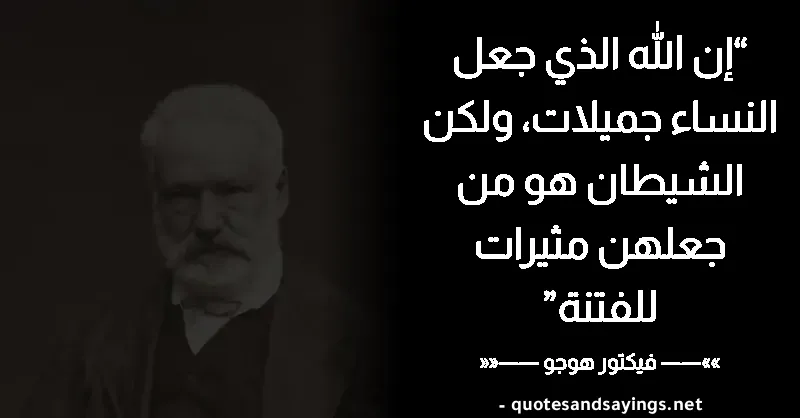 “إن الله الذي جعل
النساء جميلات، ولكن
الشيطان هو من
جعلهن مثيرات
للفتنة”
»»—— فيكتور هوجو ——««
- quotesandsayings.net